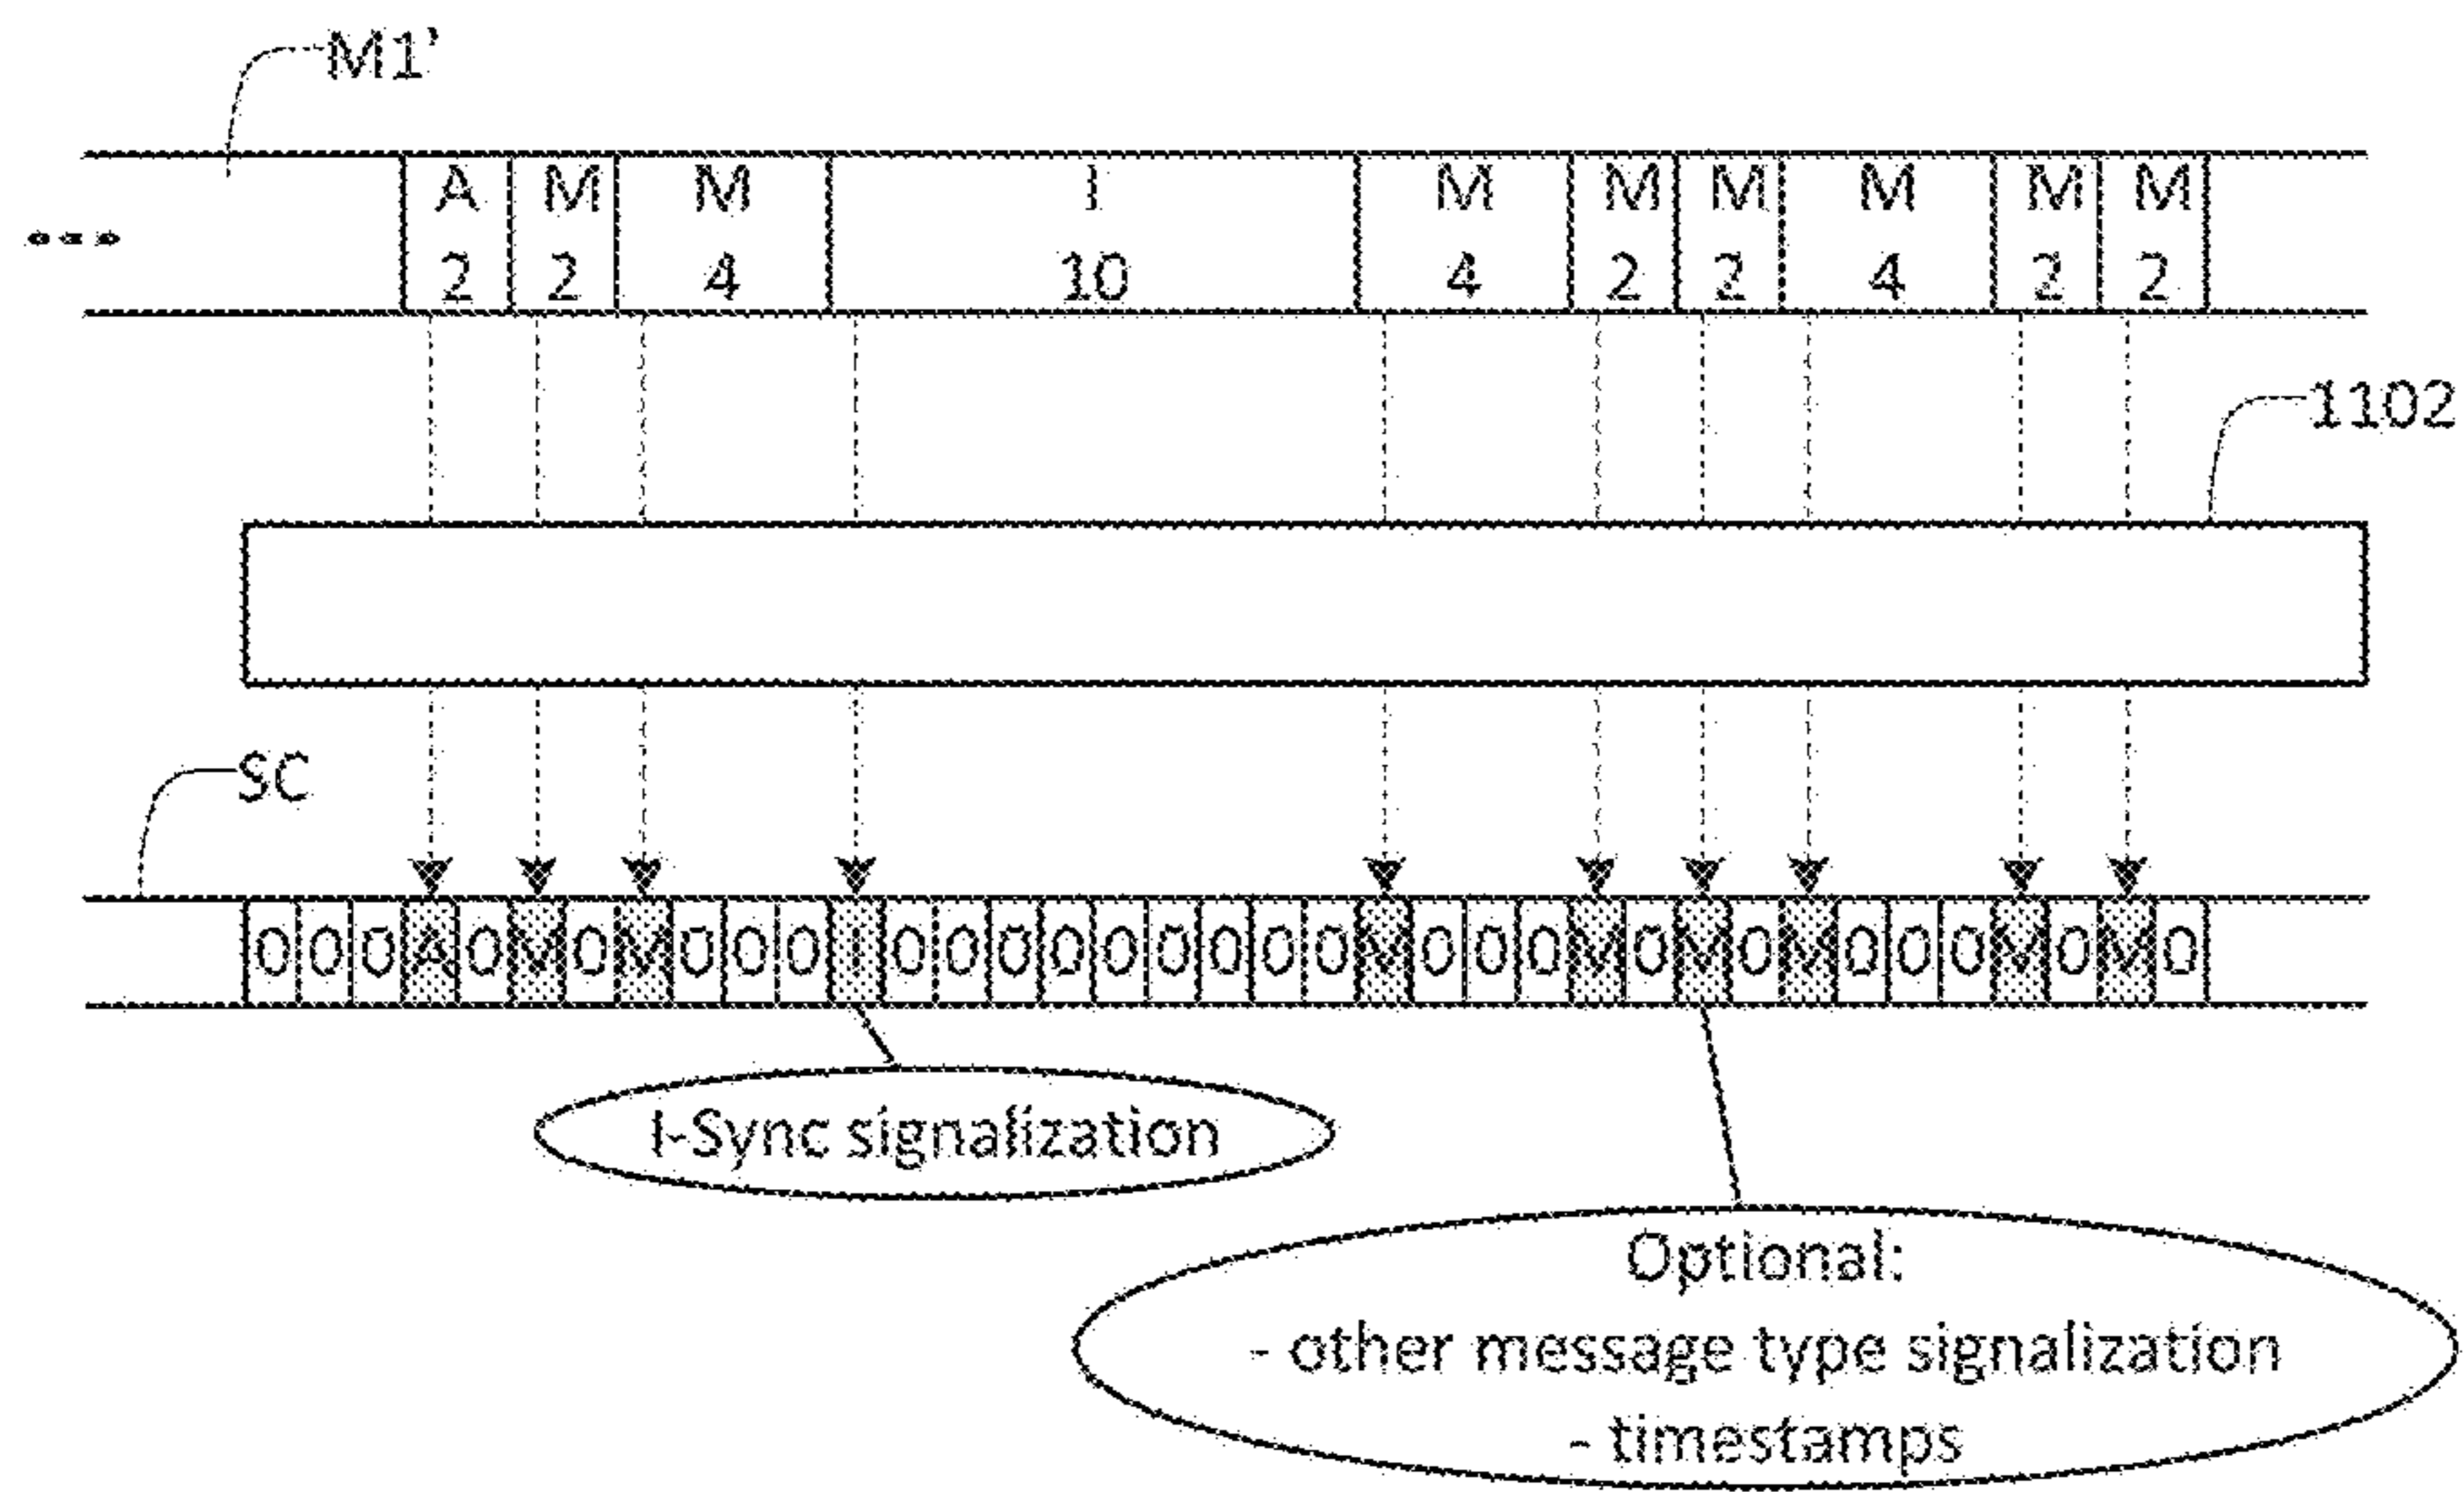 M1'
A M M I M M M M M M
2 2 4 10 4 2 2 4 2 2
1102
SC
0 0 0 A 0 M 0 M 0 0 0 I 0 0 0 0 0 0 0 0 0 M 0 0 0 M 0 M 0 M 0 0 0 M 0 M 0
I-Sync signalization
Optional:
- other message type signalization
- timestamps